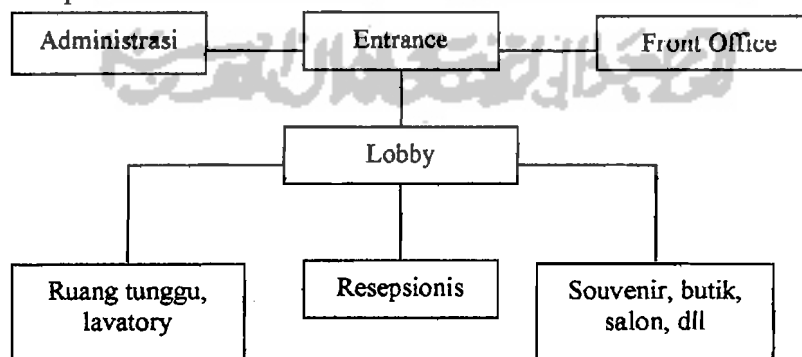 Administrasi
Entrance
Front Office
Lobby
Ruang tunggu,
lavatory
Resepsionis
Souvenir, butik,
salon, dll